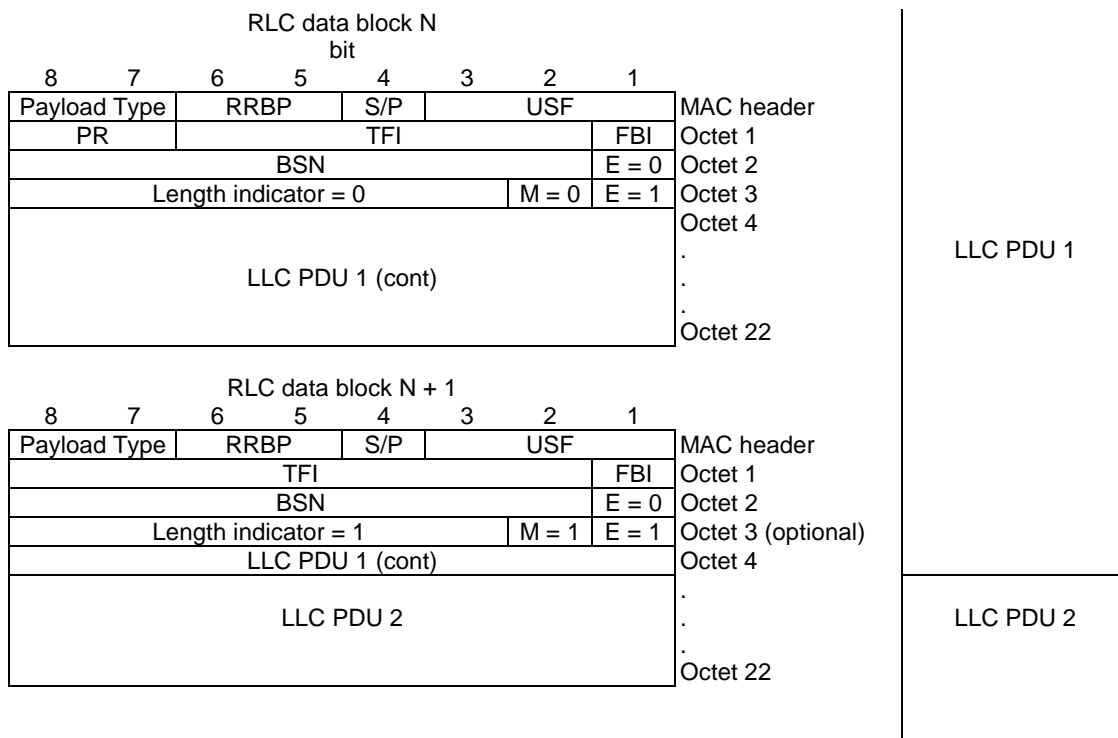 RLC data block N
bit
8 7 6 5 4 3 2 1
Payload Type RRBP S/P USF MAC header
PR TFI FBI Octet 1
BSN E = 0 Octet 2
Length indicator = 0 M = 0 E = 1 Octet 3
Octet 4
.
LLC PDU 1 (cont) .
.
Octet 22
LLC PDU 1
RLC data block N + 1
8 7 6 5 4 3 2 1
Payload Type RRBP S/P USF MAC header
TFI FBI Octet 1
BSN E = 0 Octet 2
Length indicator = 1 M = 1 E = 1 Octet 3 (optional)
LLC PDU 1 (cont) Octet 4
.
LLC PDU 2 .
.
Octet 22
LLC PDU 2